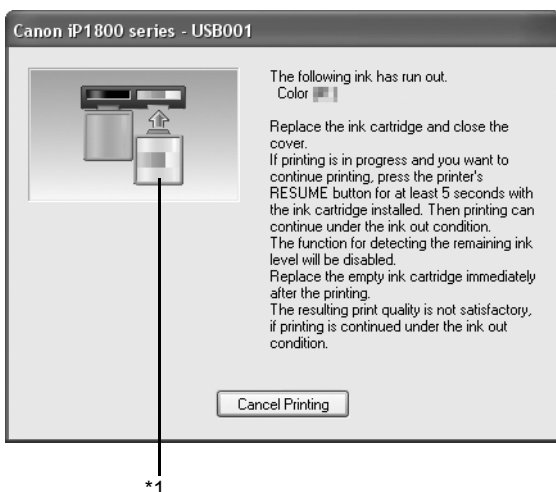 Canon iP1800 series - USB001
The following ink has run out.
Color
Replace the ink cartridge and close the
cover.
If printing is in progress and you want to
continue printing, press the printer's
RESUME button for at least 5 seconds with
the ink cartridge installed. Then printing can
continue under the ink out condition.
The function for detecting the remaining ink
level will be disabled.
Replace the empty ink cartridge immediately
after the printing.
The resulting print quality is not satisfactory,
if printing is continued under the ink out
condition.
Cancel Printing
*1